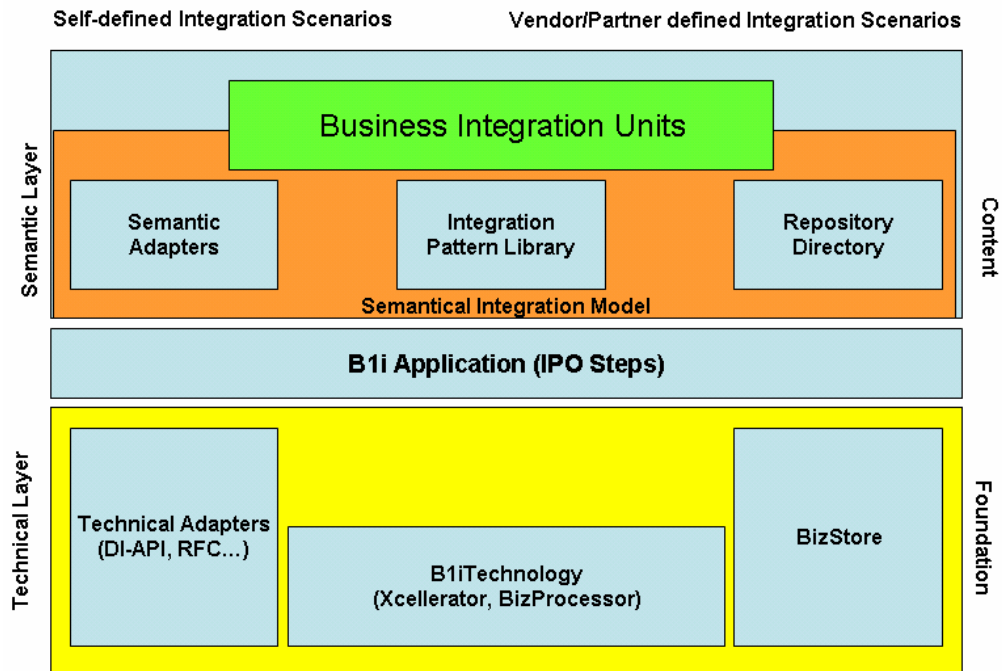 Self-defined Integration Scenarios
Vendor/Partner defined Integration Scenarios
Business Integration Units
Semantic Layer
Semantic
Adapters
Integration
Pattern Library
Repository
Directory
Content
Semantical Integration Model
B1i Application (IPO Steps)
Technical Layer
Technical Adapters
(DI-API, RFC...)
B1iTechnology
(Xcellerator, BizProcessor)
BizStore
Foundation